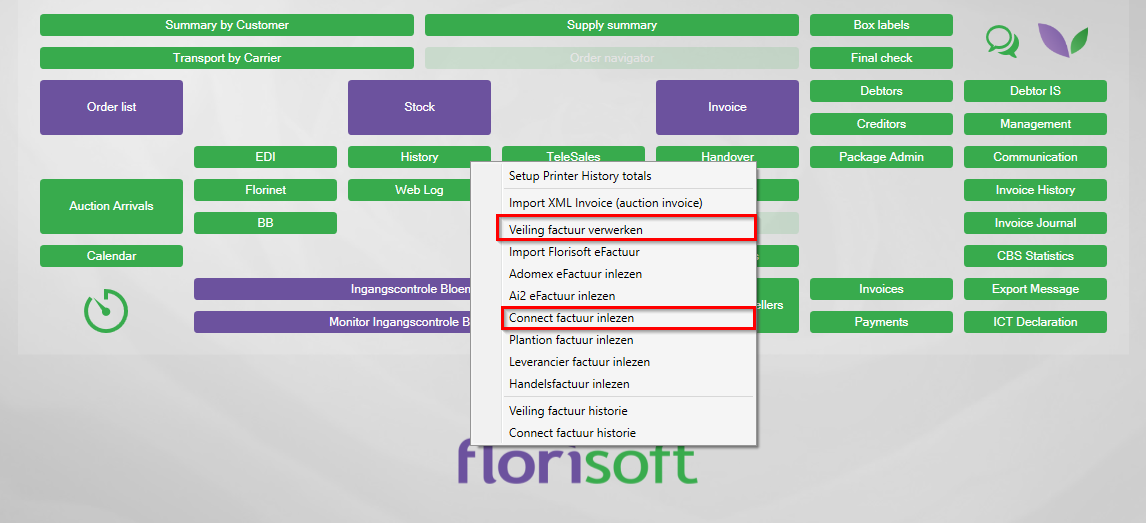 Summary by Customer
Supply summary
Box labels
Transport by Carrier
Order navigator
Final check
Order list
Stock
Invoice
Debtors
Debtor IS
Creditors
Management
EDI
History
TeleSales
Handover
Package Admin
Communication
Auction Arrivals
Florinet
Web Log
Invoice History
BB
Invoice Journal
Calendar
CBS Statistics
Ingangscontrole Bloem
Invoices
Export Message
Monitor Ingangscontrole B
ellers
Payments
ICT Declaration
Setup Printer History totals
Import XML Invoice (auction invoice)
Veiling factuur verwerken
Import Florisoft eFactuur
Adomex eFactuur inlezen
Ai2 eFactuur inlezen
Connect factuur inlezen
Plantion factuur inlezen
Leverancier factuur inlezen
Handelsfactuur inlezen
Veiling factuur historie
Connect factuur historie
florisoft